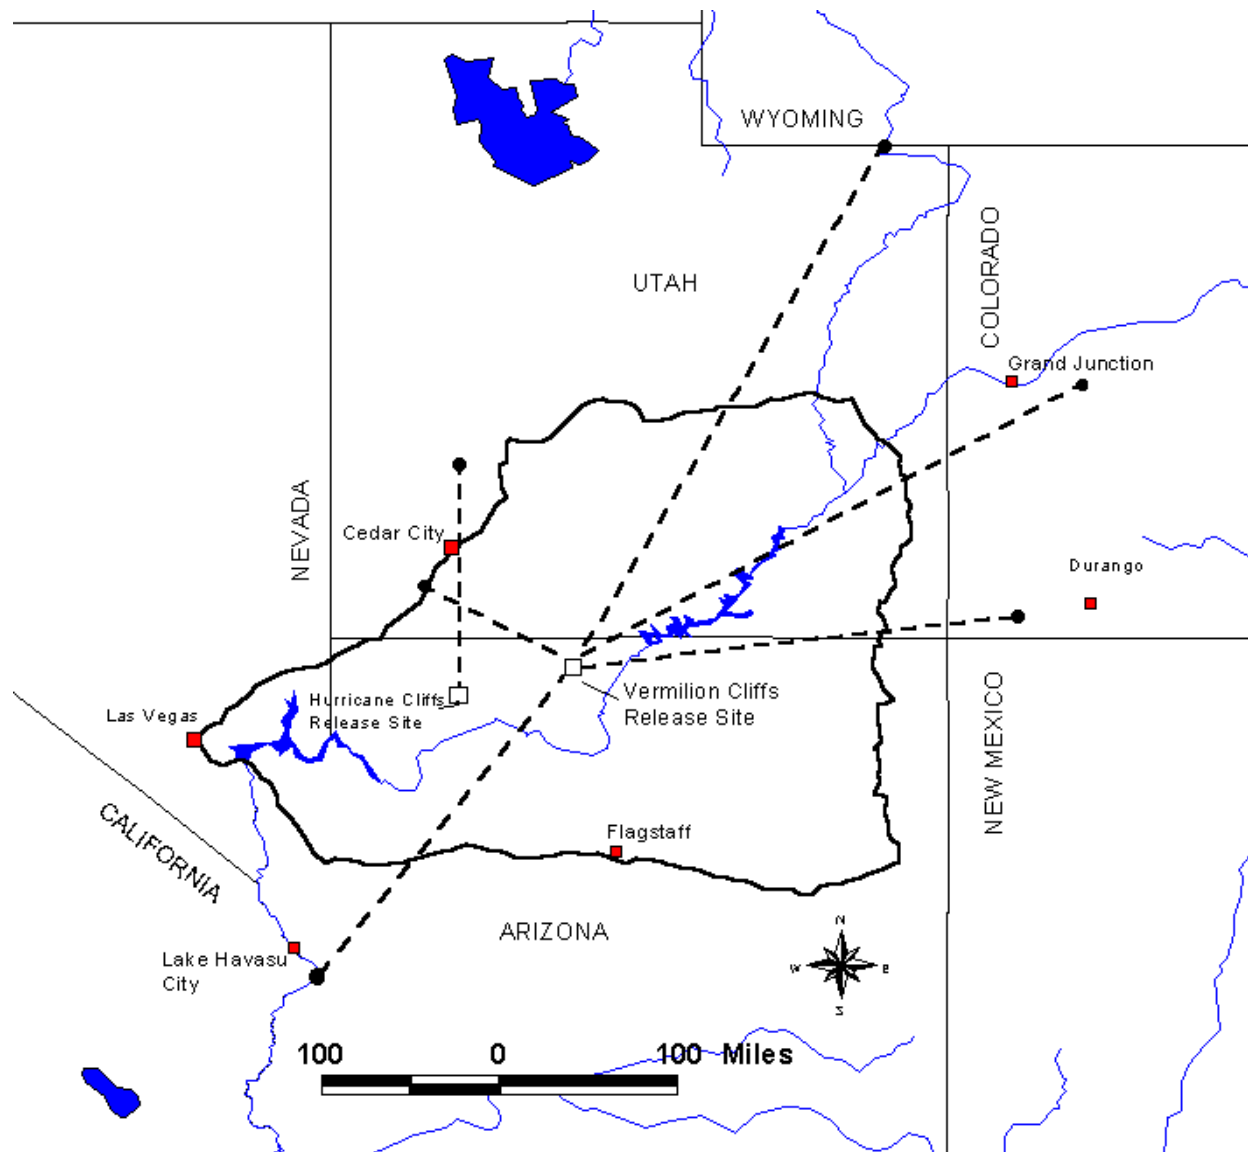 WYOMING
COLORADO
UTAH
Grand Junction
NEVADA
Cedar City
Durango
Hurricane Cliffs
Release Site
Vermilion Cliffs
Release Site
Las Vegas
NEW MEXICO
CALIFORNIA
Flagstaff
ARIZONA
Lake Havasu
City
N
W E
S
100 0 100 Miles